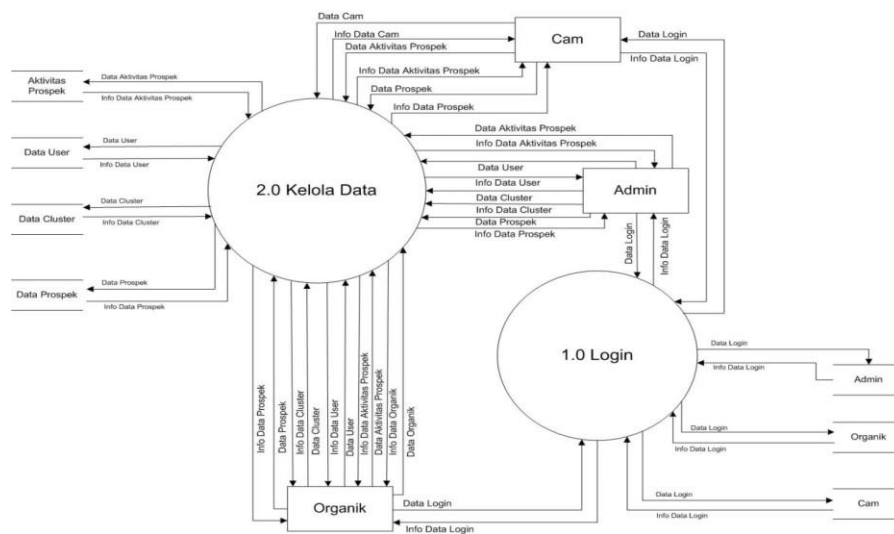 Data Cam
Info Data Cam
Data Aktivitas Prospek
Info Data Aktivitas Prospek
Data Prospek
Info Data Prospek
Cam
Data Login
Info Data Login
Aktivitas
Prospek
Data Aktivitas Prospek
Info Data Aktivitas Prospek
Data User
Data User
Info Data User
Data Cluster
Data Cluster
Info Data Cluster
Data Prospek
Data Prospek
Info Data Prospek
2.0 Kelola Data
Data Aktivitas Prospek
Info Data Aktivitas Prospek
Data User
Info Data User
Data Cluster
Info Data Cluster
Data Prospek
Info Data Prospek
Admin
Data Login
Info Data Login
1.0 Login
Data Login
Info Data Login
Admin
Data Login
Info Data Login
Organik
Data Login
Info Data Login
Cam
Info Data Prospek
Data Prospek
Info Data Cluster
Data Cluster
Info Data User
Data User
Info Data Aktivitas Prospek
Data Aktivitas Prospek
Info Data Organik
Data Organik
Organik
Data Login
Info Data Login